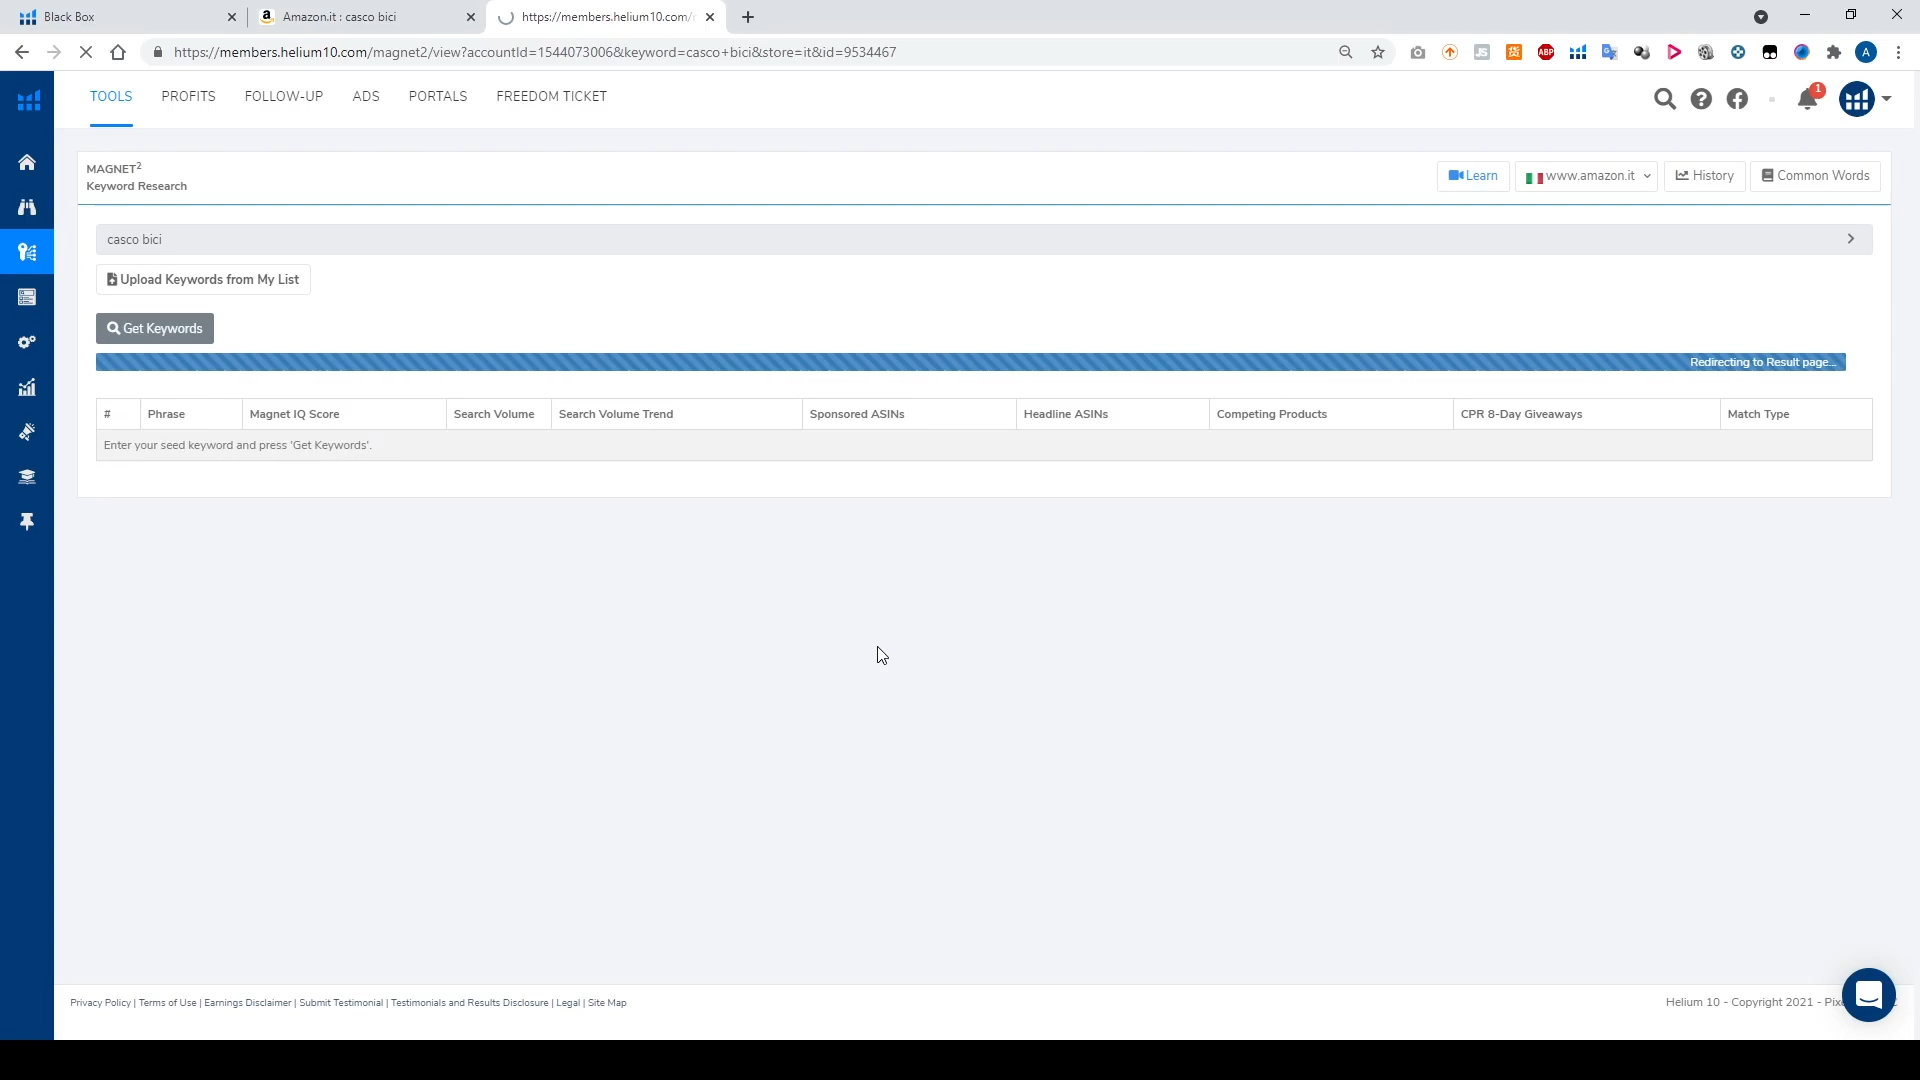 Black Box
Amazon.it : casco bici
https://members.helium10.com/
https://members.helium10.com/magnet2/view?accountId=1544073006&keyword=casco+bici&store=it&id=9534467
TOOLS PROFITS FOLLOW-UP ADS PORTALS FREEDOM TICKET
1
MAGNET2
Keyword Research
Learn www.amazon.it History Common Words
casco bici
Upload Keywords from My List
Get Keywords
Redirecting to Result page...
# Phrase Magnet IQ Score Search Volume Search Volume Trend Sponsored ASINs Headline ASINs Competing Products CPR 8-Day Giveaways Match Type
Enter your seed keyword and press 'Get Keywords'.
Privacy Policy | Terms of Use | Earnings Disclaimer | Submit Testimonial | Testimonials and Results Disclosure | Legal | Site Map
Helium 10 - Copyright 2021 -